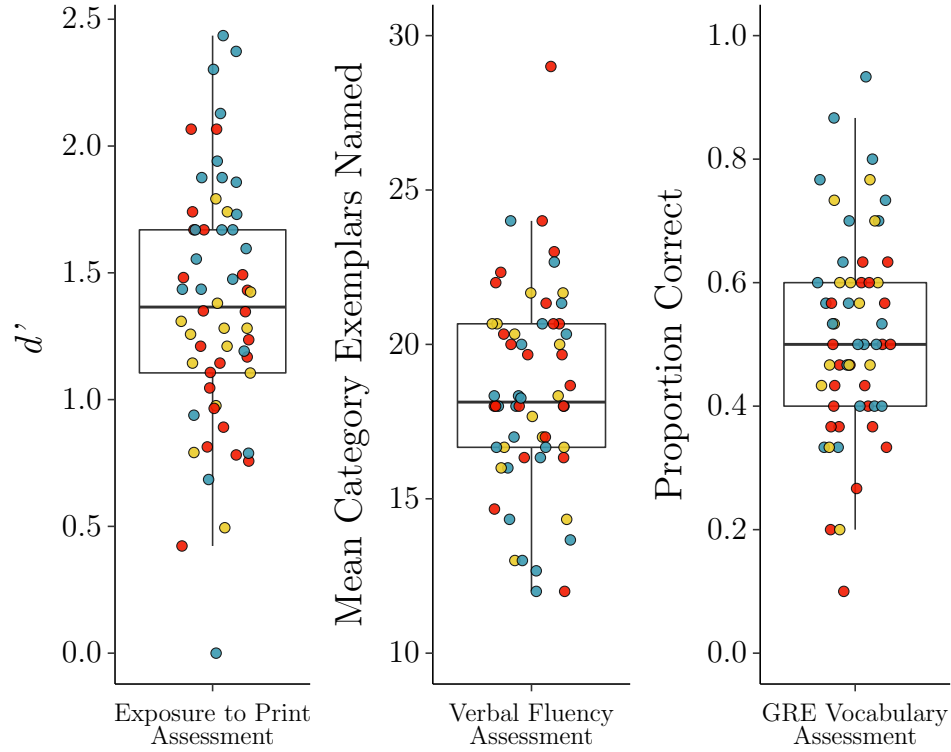 d’
2.5
2.0
1.5
1.0
0.5
0.0
Exposure to Print
Assessment
Mean Category Exemplars Named
30
25
20
15
10
Verbal Fluency
Assessment
Proportion Correct
1.0
0.8
0.6
0.4
0.2
0.0
GRE Vocabulary
Assessment